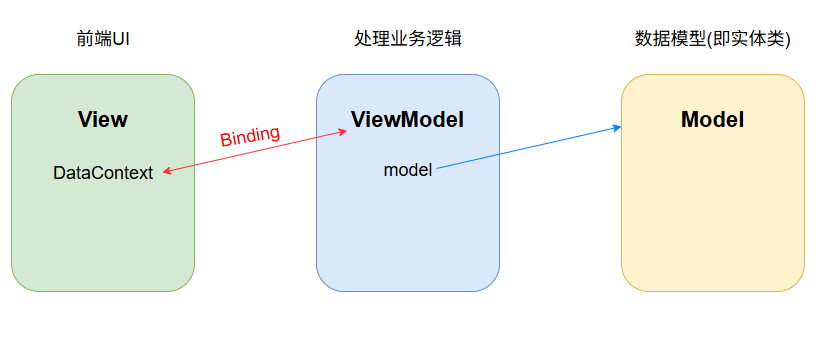 前端UI
处理业务逻辑
数据模型(即实体类)
View
ViewModel
Model
Binding
DataContext
model